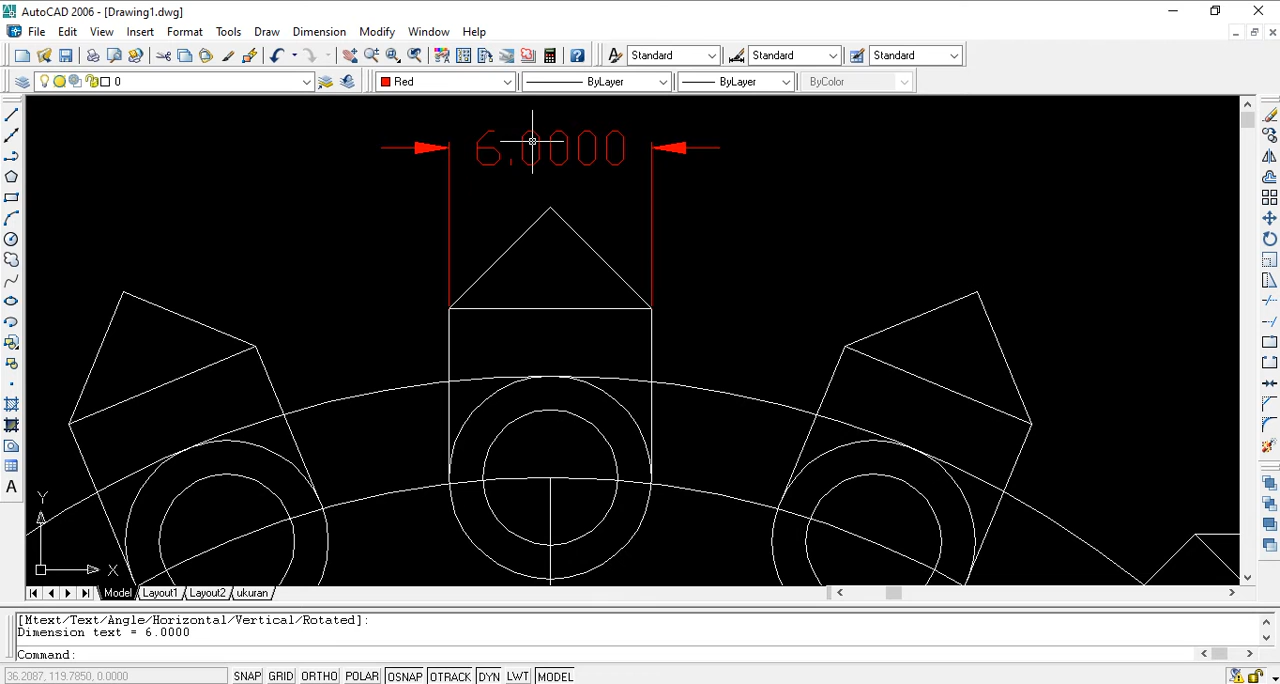 AutoCAD 2006 - [Drawing1.dwg]
File Edit View Insert Format Tools Draw Dimension Modify Window Help
Standard Standard Standard
0 Red ByLayer ByLayer ByColor
6,0000
Y
X
Model Layout1 Layout2 ukuran
[Mtext/Text/Angle/Horizontal/Vertical/Rotated]:
Dimension text = 6.0000
Command:
36.2087, 119.7850, 0.0000 SNAP GRID ORTHO POLAR OSNAP OTRACK DYN LWT MODEL